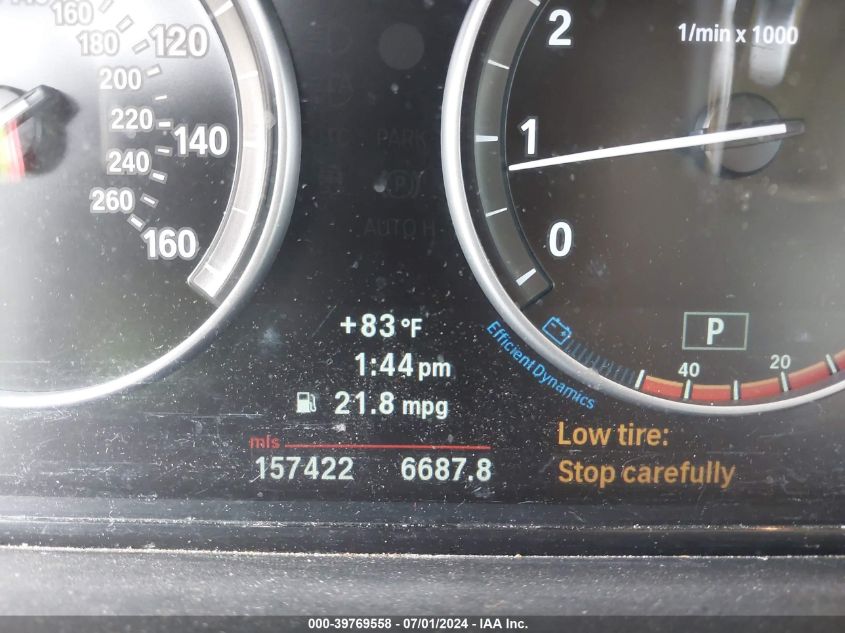 160
180
200
220
240
260
120
140
160
2
1
0
1/min x 1000
PARK
AUTO H
+83 °F
1:44 pm
21.8 mpg
mls
157422 6687.8
P
Efficient Dynamics
40
20
Low tire:
Stop carefully
000-39769558 - 07/01/2024 - IAA Inc.